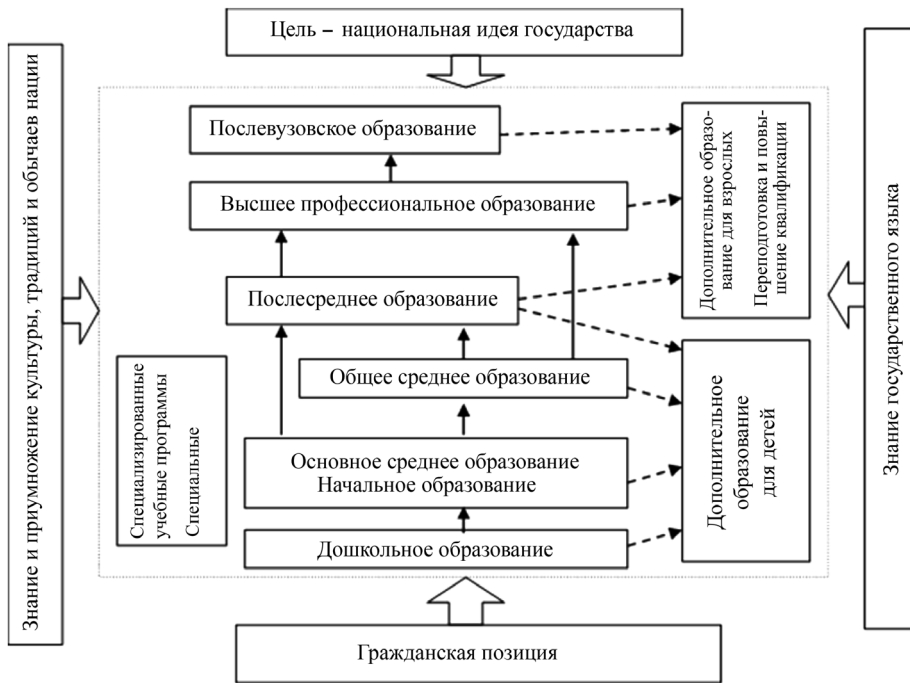 Цель – национальная идея государства
Знание и приумножение культуры, традиций и обычаев нации
Послевузовское образование
Высшее профессиональное образование
Послесреднее образование
Общее среднее образование
Основное среднее образование
Начальное образование
Дошкольное образование
Специализированные
учебные программы
Специальные
Дополнительное образо-
вание для взрослых
Переподготовка и повы-
шение квалификации
Дополнительное
образование
для детей
Знание государственного языка
Гражданская позиция